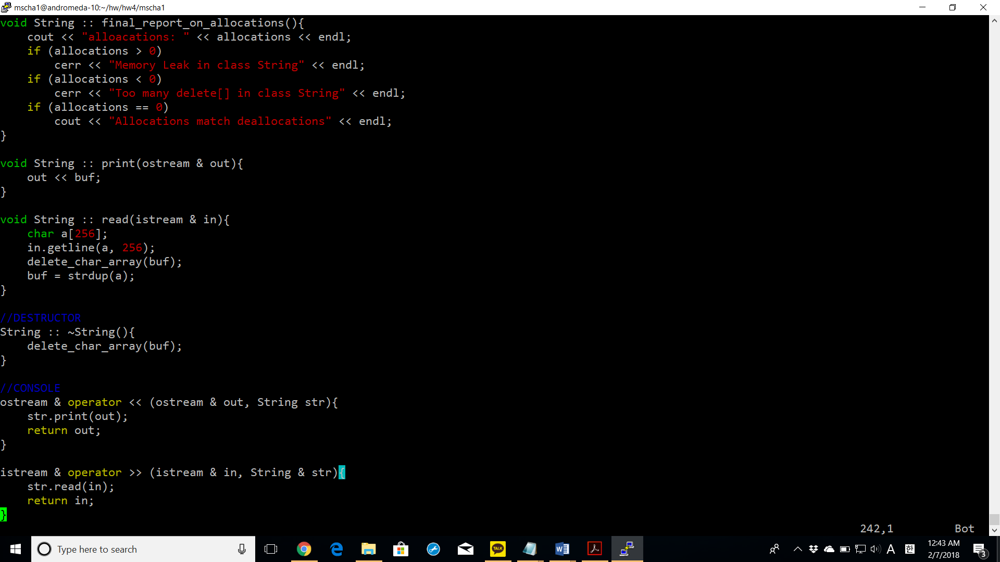 mscha1@andromeda-10:~/hw/hw4/mscha1
void String :: final_report_on_allocations(){
    cout << "alloacations: " << allocations << endl;
    if (allocations > 0)
        cerr << "Memory Leak in class String" << endl;
    if (allocations < 0)
        cerr << "Too many delete[] in class String" << endl;
    if (allocations == 0)
        cout << "Allocations match deallocations" << endl;
}
void String :: print(ostream & out){
    out << buf;
}
void String :: read(istream & in){
    char a[256];
    in.getline(a, 256);
    delete_char_array(buf);
    buf = strdup(a);
}
//DESTRUCTOR
String :: ~String(){
    delete_char_array(buf);
}
//CONSOLE
ostream & operator << (ostream & out, String str){
    str.print(out);
    return out;
}
istream & operator >> (istream & in, String & str){
    str.read(in);
    return in;
}
242,1 Bot
Type here to search
TALK
A 한 12:43 AM
2/7/2018
3